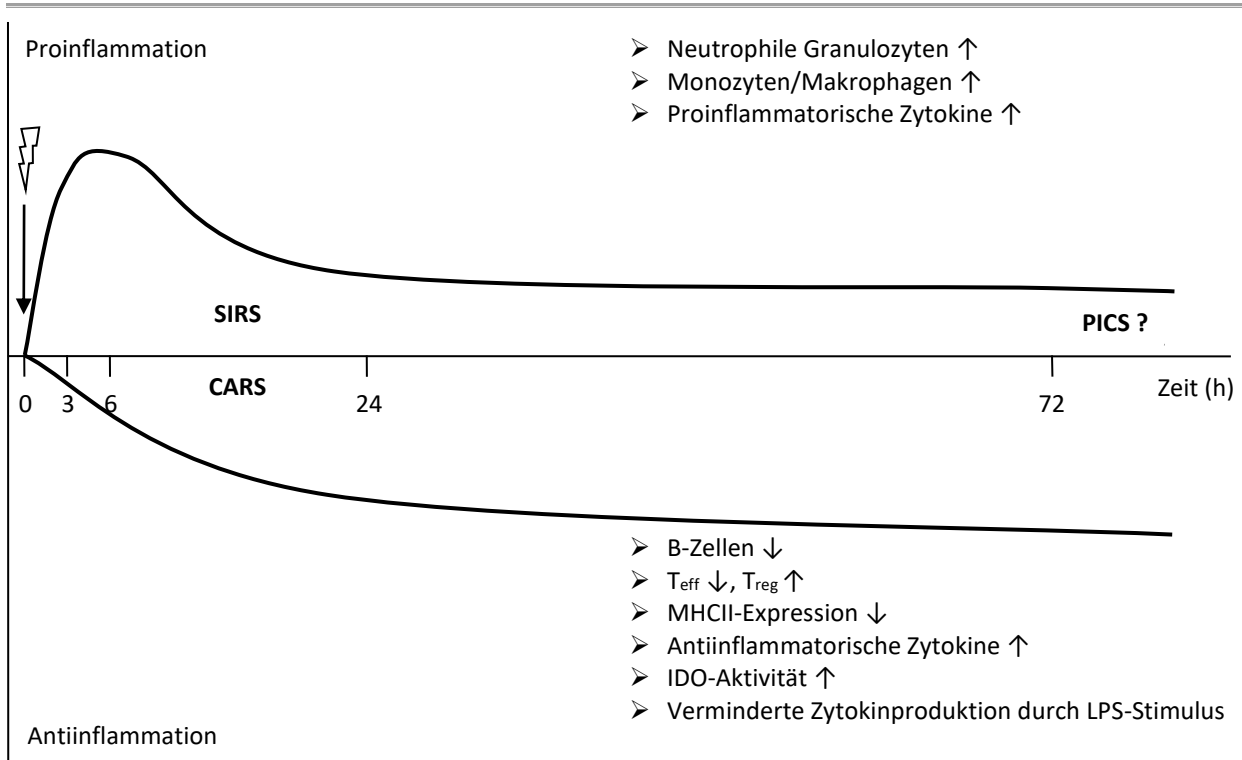 Proinflammation
➢ Neutrophile Granulozyten ↑
➢ Monozyten/Makrophagen ↑
➢ Proinflammatorische Zytokine ↑
SIRS
PICS ?
CARS
0 3 6 24 72 Zeit (h)
➢ B-Zellen ↓
➢ Teff ↓, Treg ↑
➢ MHCII-Expression ↓
➢ Antiinflammatorische Zytokine ↑
➢ IDO-Aktivität ↑
➢ Verminderte Zytokinproduktion durch LPS-Stimulus
Antiinflammation